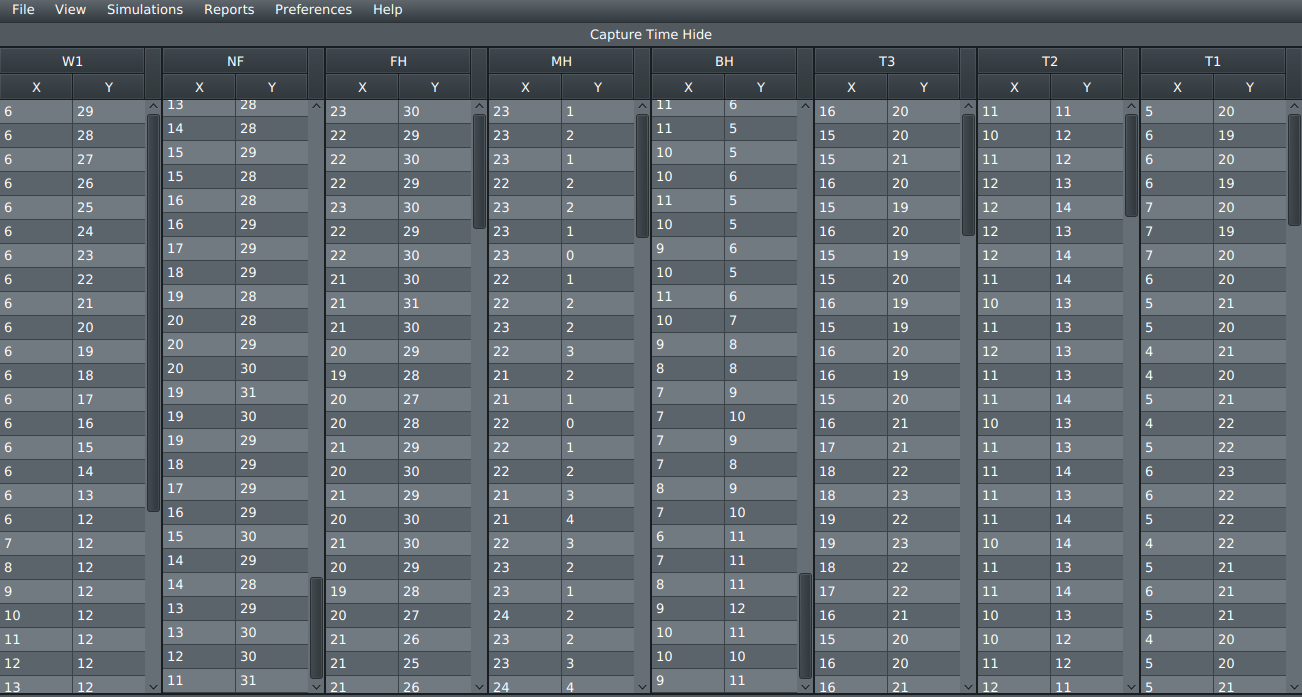 File View Simulations Reports Preferences Help
Capture Time Hide
W1 NF FH MH BH T3 T2 T1
X Y X Y X Y X Y X Y X Y X Y X Y
6 29 13 28 23 30 23 1 11 6 16 20 11 11 5 20
6 28 14 28 22 29 23 2 11 5 15 20 10 12 6 19
6 27 15 29 22 30 23 1 10 5 15 21 11 12 6 20
6 26 15 28 22 29 22 2 10 6 16 20 12 13 6 19
6 25 16 28 23 30 23 2 11 5 15 19 12 14 7 20
6 24 16 29 22 29 23 1 10 5 16 20 12 13 7 19
6 23 17 29 22 30 23 0 9 6 15 19 12 14 7 20
6 22 18 29 21 30 22 1 10 5 15 20 11 14 6 20
6 21 19 28 21 31 22 2 11 6 16 19 10 13 5 21
6 20 20 28 21 30 23 2 10 7 15 19 11 13 5 20
6 19 20 29 20 29 22 3 9 8 16 20 12 13 4 21
6 18 20 30 19 28 21 2 8 8 16 19 11 13 4 20
6 17 19 31 20 27 21 1 7 9 15 20 11 14 5 21
6 16 19 30 20 28 22 0 7 10 16 21 10 13 4 22
6 15 19 29 21 29 22 1 7 9 17 21 11 13 5 22
6 14 18 29 20 30 22 2 7 8 18 22 11 14 6 23
6 13 17 29 21 29 21 3 8 9 18 23 11 13 6 22
6 12 16 29 20 30 21 4 7 10 19 22 11 14 5 22
7 12 15 30 21 30 22 3 6 11 19 23 10 14 4 22
8 12 14 29 20 29 23 2 7 11 18 22 11 13 5 21
9 12 14 28 19 28 23 1 8 11 17 22 11 14 6 21
10 12 13 29 20 27 24 2 9 12 16 21 10 13 5 21
11 12 13 30 21 26 23 2 10 11 15 20 10 12 4 20
12 12 12 30 21 25 23 3 10 10 16 20 11 12 5 20
13 12 11 31 21 26 24 4 9 11 16 21 12 11 5 21